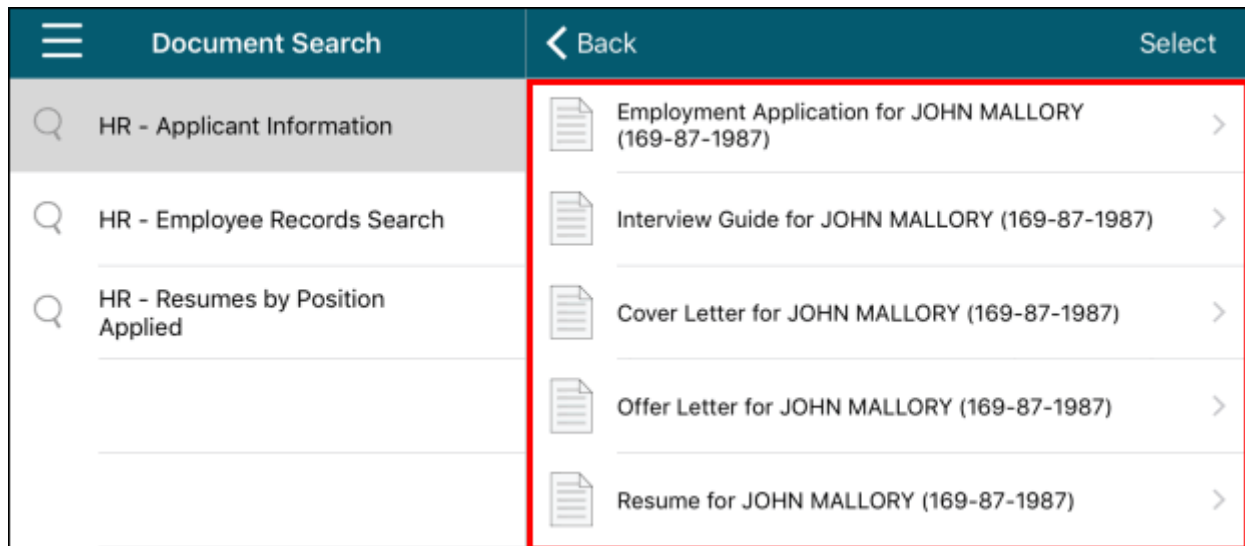 Document Search
HR - Applicant Information
HR - Employee Records Search
HR - Resumes by Position
Applied
Back
Select
Employment Application for JOHN MALLORY
(169-87-1987)
Interview Guide for JOHN MALLORY (169-87-1987)
Cover Letter for JOHN MALLORY (169-87-1987)
Offer Letter for JOHN MALLORY (169-87-1987)
Resume for JOHN MALLORY (169-87-1987)